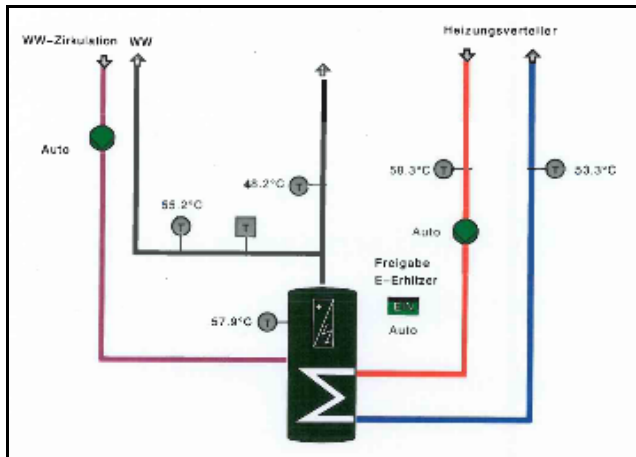 WW-Zirkulation WW
Heizungsverteiler
Auto
48.2°C
58.3°C
53.3°C
55.2°C
T
T
T
T
T
Auto
Freigabe
E-Erhitzer
57.9°C
T
Auto